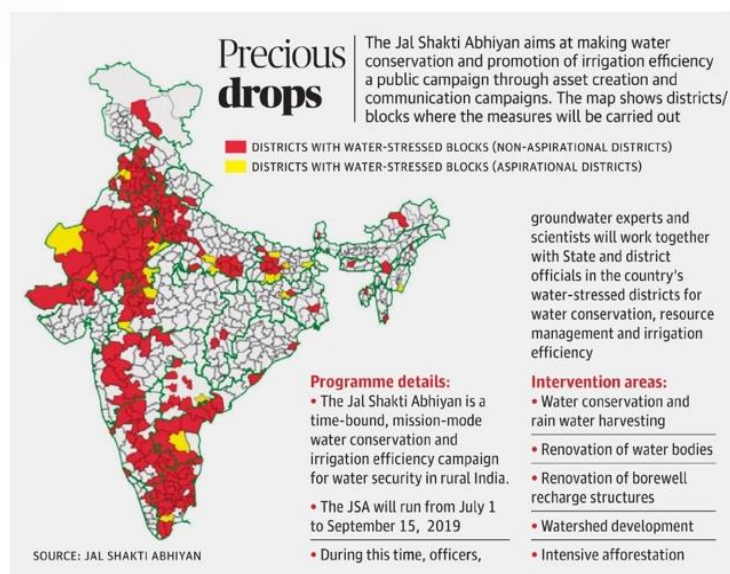 Precious
drops
The Jal Shakti Abhiyan aims at making water
conservation and promotion of irrigation efficiency
a public campaign through asset creation and
communication campaigns. The map shows districts/
blocks where the measures will be carried out
DISTRICTS WITH WATER-STRESSED BLOCKS (NON-ASPIRATIONAL DISTRICTS)
DISTRICTS WITH WATER-STRESSED BLOCKS (ASPIRATIONAL DISTRICTS)
Programme details:
• The Jal Shakti Abhiyan is a
time-bound, mission-mode
water conservation and
irrigation efficiency campaign
for water security in rural India.
• The JSA will run from July 1
to September 15, 2019
• During this time, officers,
groundwater experts and
scientists will work together
with State and district
officials in the country's
water-stressed districts for
water conservation, resource
management and irrigation
efficiency
Intervention areas:
• Water conservation and
rain water harvesting
• Renovation of water bodies
• Renovation of borewell
recharge structures
• Watershed development
• Intensive afforestation
SOURCE: JAL SHAKTI ABHIYAN